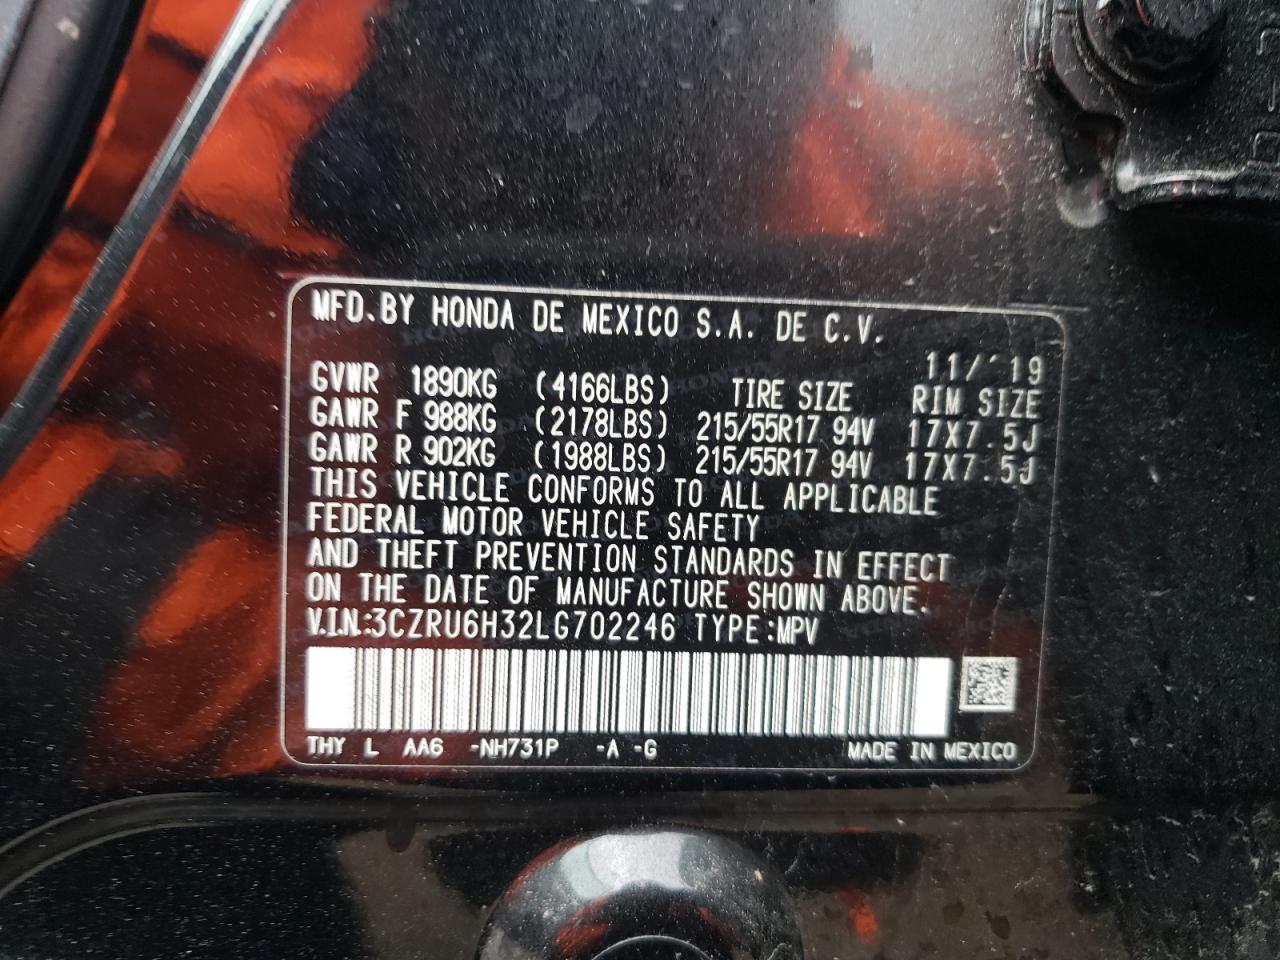 MFD.BY HONDA DE MEXICO S.A. DE C.V.
11/'19
GVWR 1890KG (4166LBS) TIRE SIZE RIM SIZE
GAWR F 988KG (2178LBS) 215/55R17 94V 17X7.5J
GAWR R 902KG (1988LBS) 215/55R17 94V 17X7.5J
THIS VEHICLE CONFORMS TO ALL APPLICABLE
FEDERAL MOTOR VEHICLE SAFETY
AND THEFT PREVENTION STANDARDS IN EFFECT
ON THE DATE OF MANUFACTURE SHOWN ABOVE.
V.I.N.:3CZRU6H32LG702246 TYPE:MPV
THY L AA6 -NH731P -A -G MADE IN MEXICO